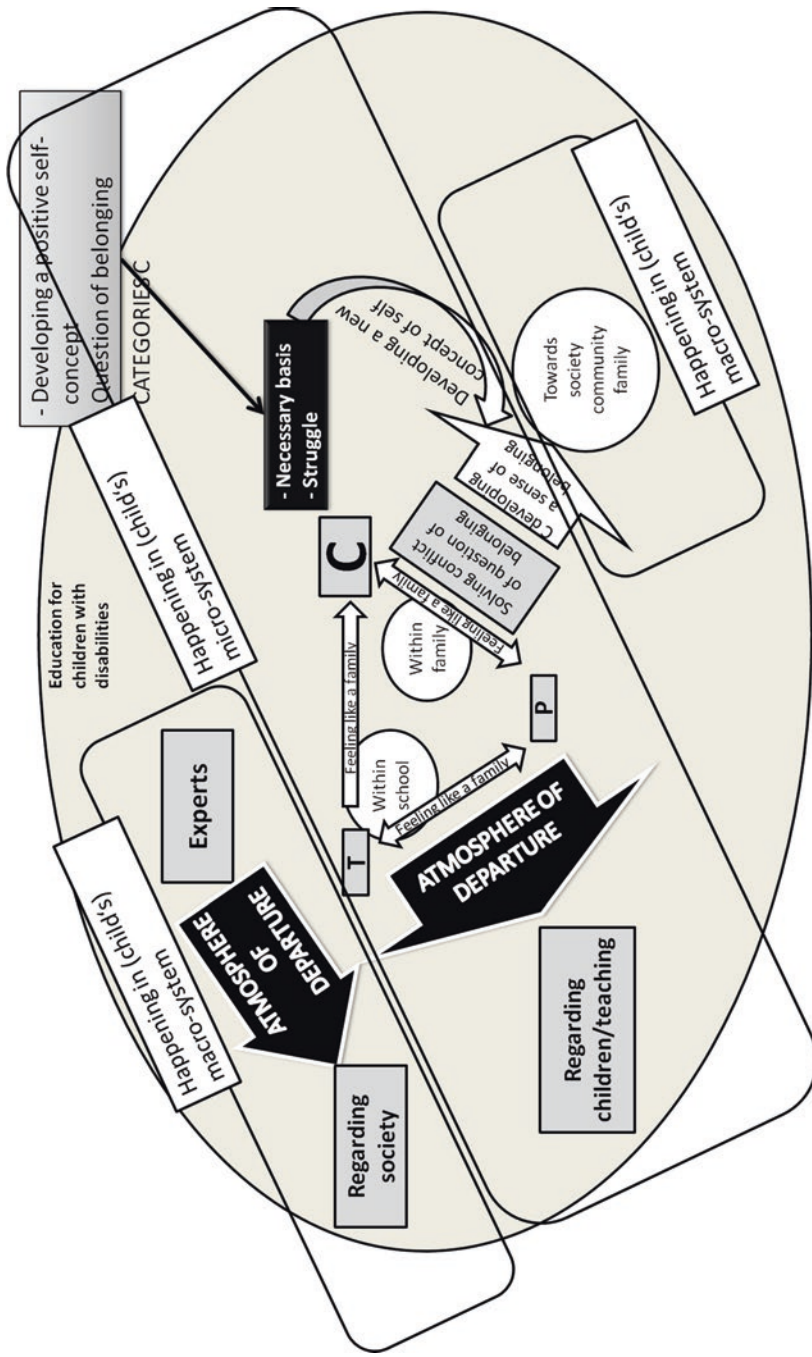 - Developing a positive self-
concept
Question of belonging
CATEGORIES C
Education for
children with
disabilities
Happening in (child's)
micro-system
Happening in (child's)
macro-system
Experts
ATMOSPHERE
OF
DEPARTURE
Regarding
society
- Necessary basis
- Struggle
Developing a new
concept of self
C
T
P
Feeling like a family
Within
school
Feeling like a family
Within
family
Feeling like a family
Solving conflict
of question of
belonging
C developing
a sense of
belonging
ATMOSPHERE OF
DEPARTURE
Regarding
children/teaching
Towards
society
community
family
Happening in (child's)
macro-system